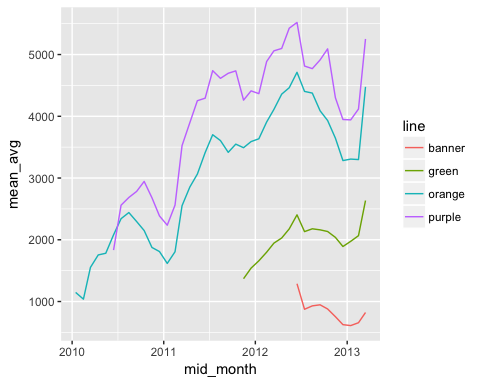 5000
4000
3000
2000
1000
mean_avg
2010
2011
2012
2013
mid_month
line
banner
green
orange
purple